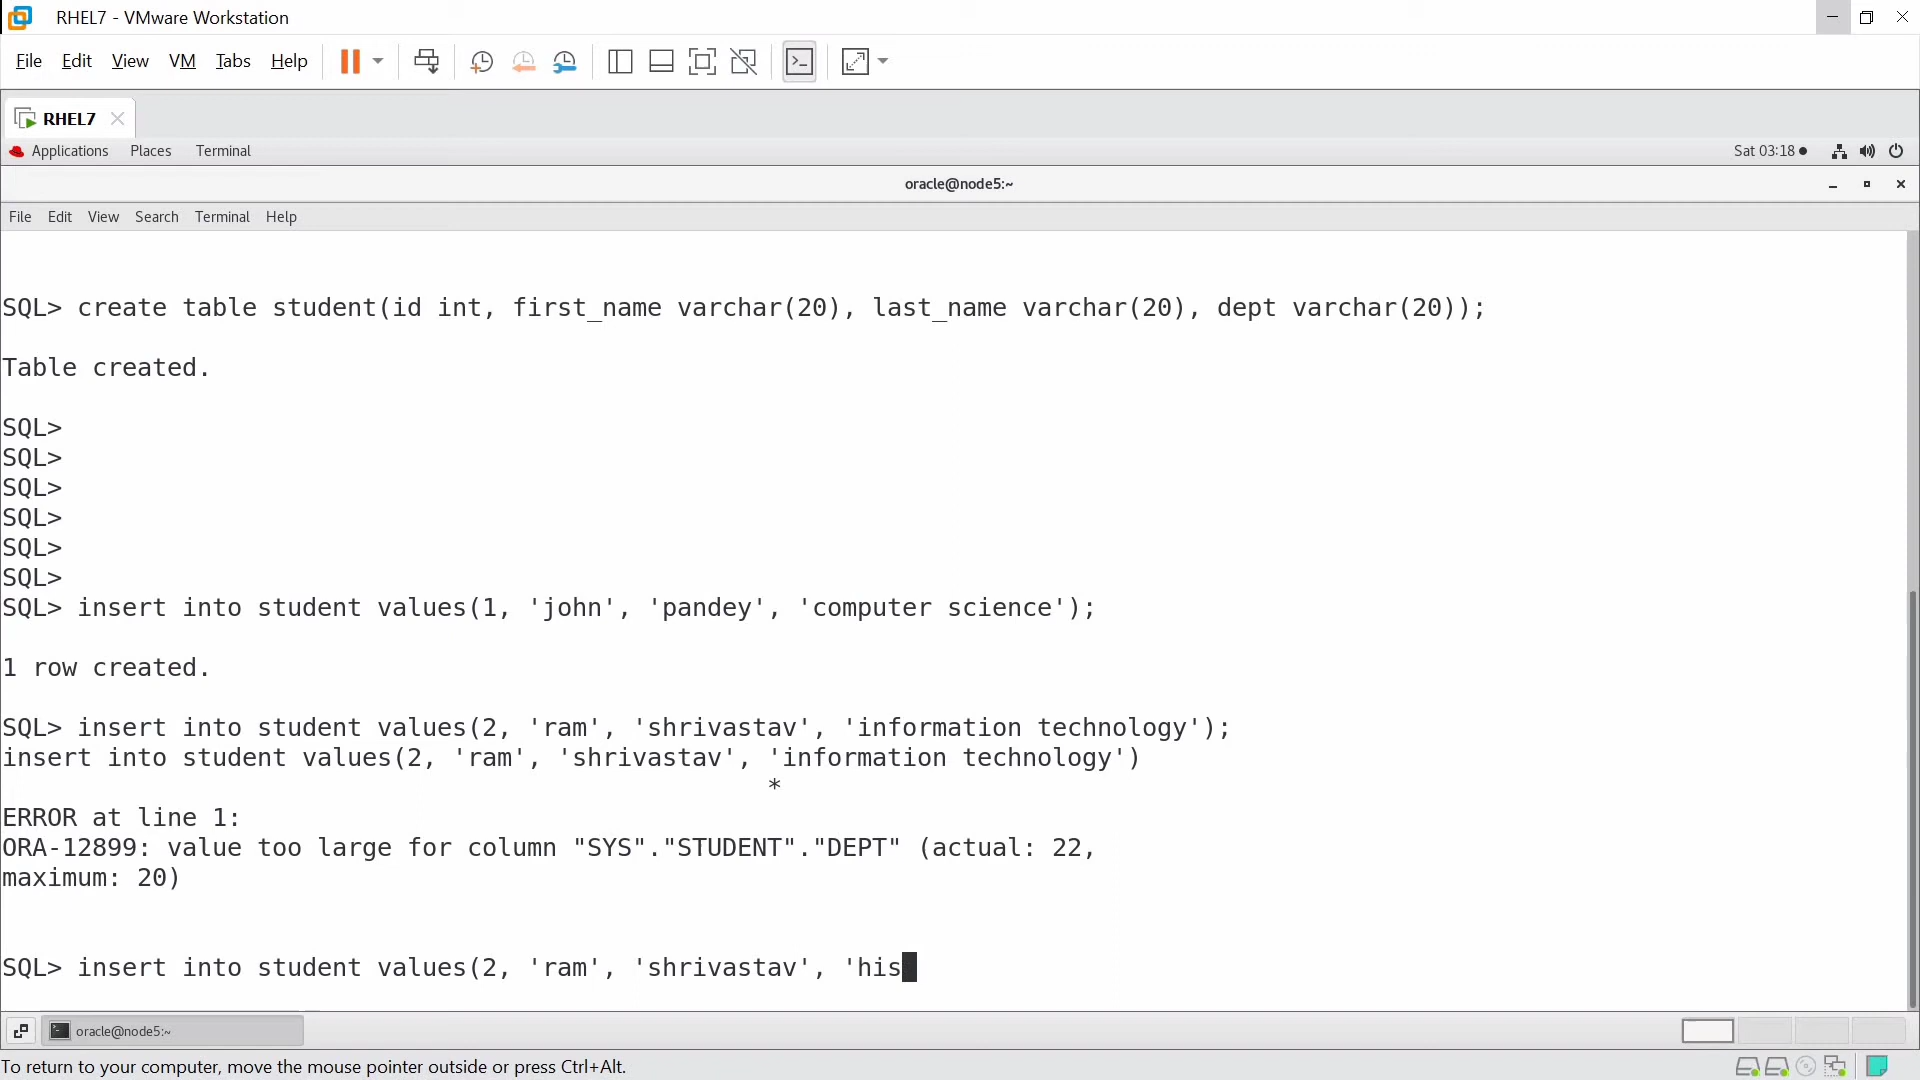 RHEL7 - VMware Workstation
File Edit View VM Tabs Help
RHEL7
Applications Places Terminal Sat 03:18
oracle@node5:~
File Edit View Search Terminal Help
SQL> create table student(id int, first_name varchar(20), last_name varchar(20), dept varchar(20));
Table created.
SQL>
SQL>
SQL>
SQL>
SQL>
SQL>
SQL> insert into student values(1, 'john', 'pandey', 'computer science');
1 row created.
SQL> insert into student values(2, 'ram', 'shrivastav', 'information technology');
insert into student values(2, 'ram', 'shrivastav', 'information technology')
*
ERROR at line 1:
ORA-12899: value too large for column "SYS"."STUDENT"."DEPT" (actual: 22,
maximum: 20)
SQL> insert into student values(2, 'ram', 'shrivastav', 'his
oracle@node5:~
To return to your computer, move the mouse pointer outside or press Ctrl+Alt.